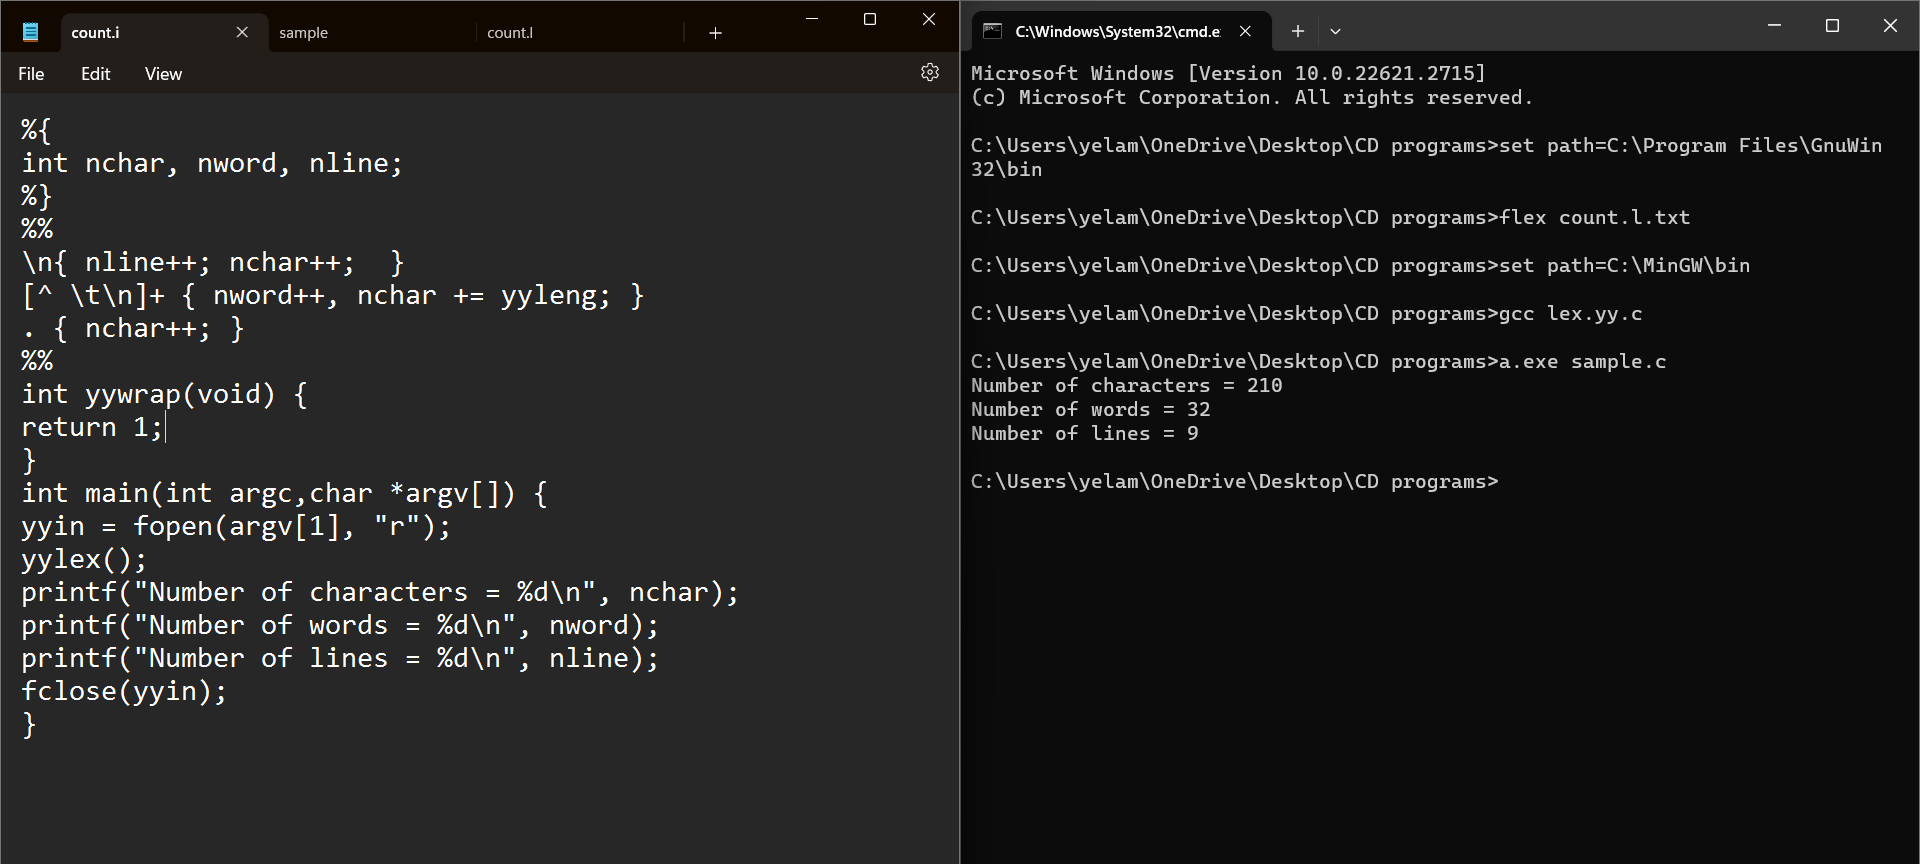 count.i
sample
count.l
File Edit View
%{
int nchar, nword, nline;
%}
%%
\n{ nline++; nchar++;  }
[^ \t\n]+ { nword++, nchar += yyleng; }
. { nchar++; }
%%
int yywrap(void) {
return 1;
}
int main(int argc,char *argv[]) {
yyin = fopen(argv[1], "r");
yylex();
printf("Number of characters = %d\n", nchar);
printf("Number of words = %d\n", nword);
printf("Number of lines = %d\n", nline);
fclose(yyin);
}
C:\Windows\System32\cmd.e
Microsoft Windows [Version 10.0.22621.2715]
(c) Microsoft Corporation. All rights reserved.
C:\Users\yelam\OneDrive\Desktop\CD programs>set path=C:\Program Files\GnuWin
32\bin
C:\Users\yelam\OneDrive\Desktop\CD programs>flex count.l.txt
C:\Users\yelam\OneDrive\Desktop\CD programs>set path=C:\MinGW\bin
C:\Users\yelam\OneDrive\Desktop\CD programs>gcc lex.yy.c
C:\Users\yelam\OneDrive\Desktop\CD programs>a.exe sample.c
Number of characters = 210
Number of words = 32
Number of lines = 9
C:\Users\yelam\OneDrive\Desktop\CD programs>